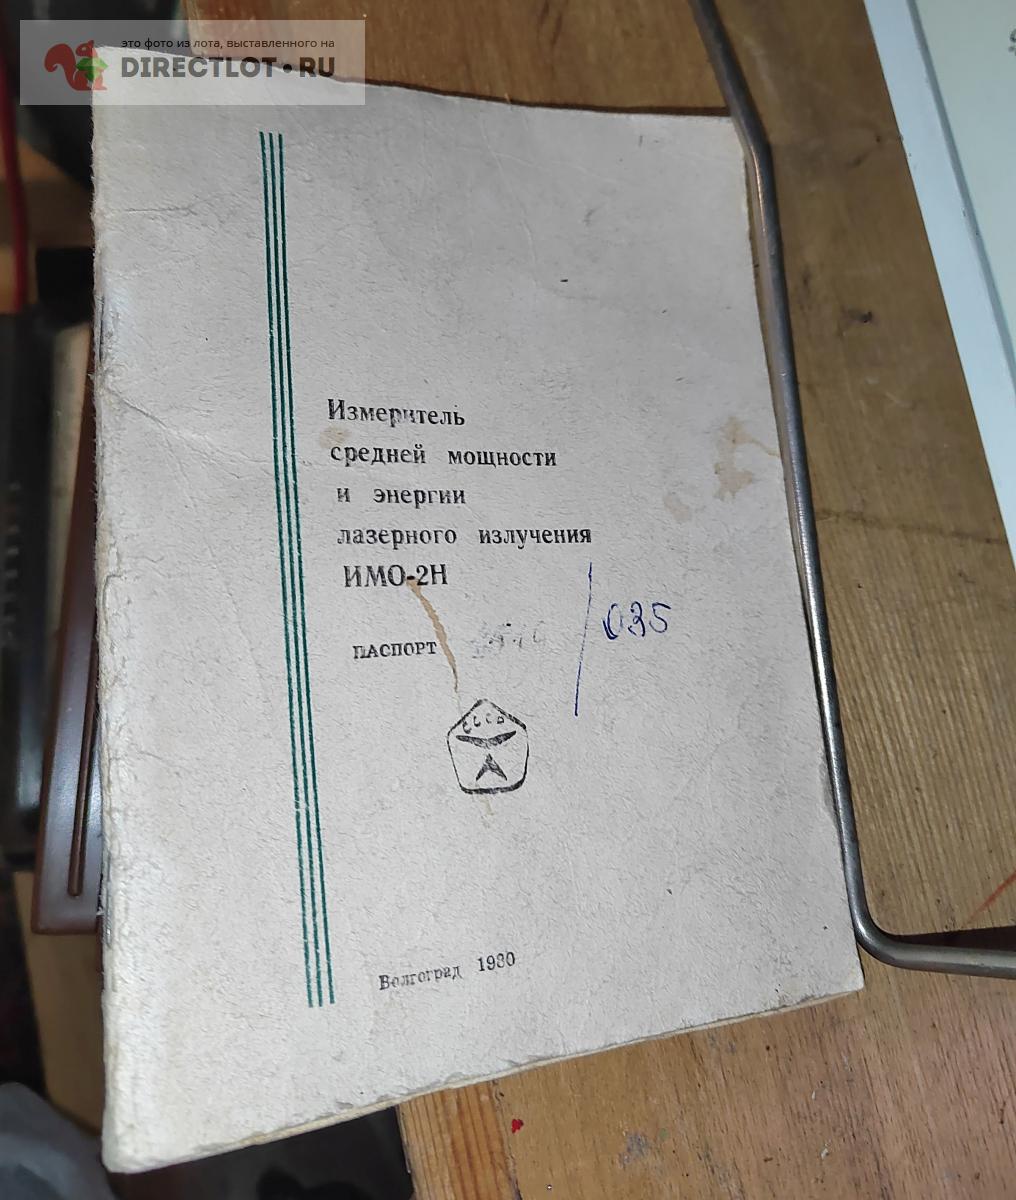 это фото из лота, выставленного на
DIRECTLOT.RU
Измеритель
средней мощности
и энергии
лазерного излучения
ИМО-2Н
ПАСПОРТ / 035
СССР
Волгоград 1980